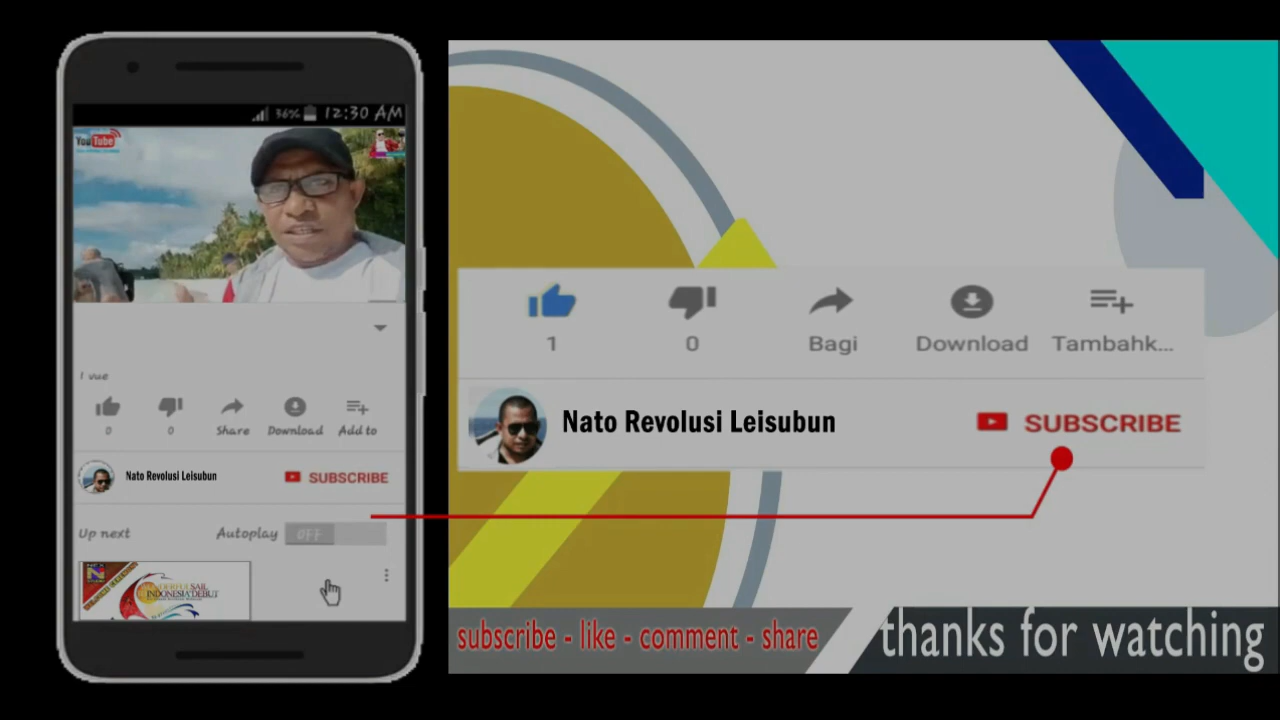 36% 12:30 AM
YouTube
1 vue
0 0 Share Download Add to
Nato Revolusi Leisubun SUBSCRIBE
Up next Autoplay OFF
WONDERFUL SAIL
INDONESIA DEBUT
1 0 Bagi Download Tambahk...
Nato Revolusi Leisubun SUBSCRIBE
subscribe - like - comment - share
thanks for watching